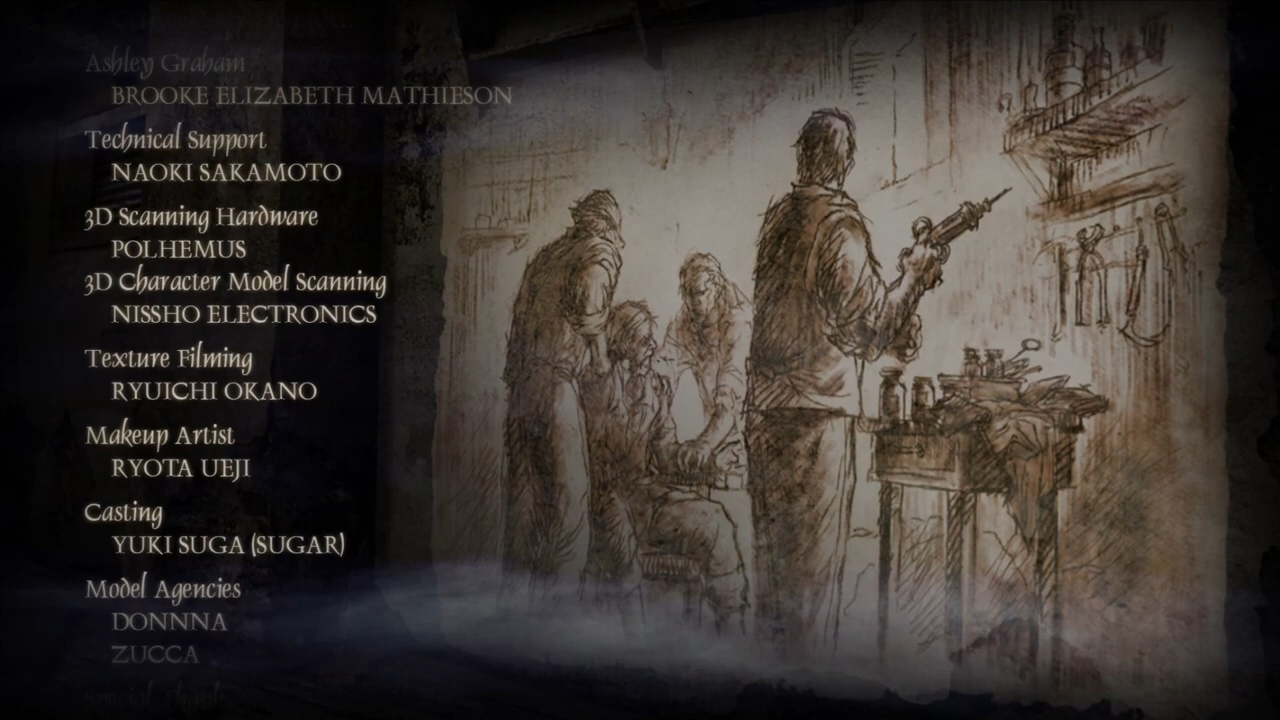 Ashley Graham
BROOKE ELIZABETH MATHIESON
Technical Support
NAOKI SAKAMOTO
3D Scanning Hardware
POLHEMUS
3D Character Model Scanning
NISSHO ELECTRONICS
Texture Filming
RYUICHI OKANO
Makeup Artist
RYOTA UEJI
Casting
YUKI SUGA (SUGAR)
Model Agencies
DONNNA
ZUCCA
Special